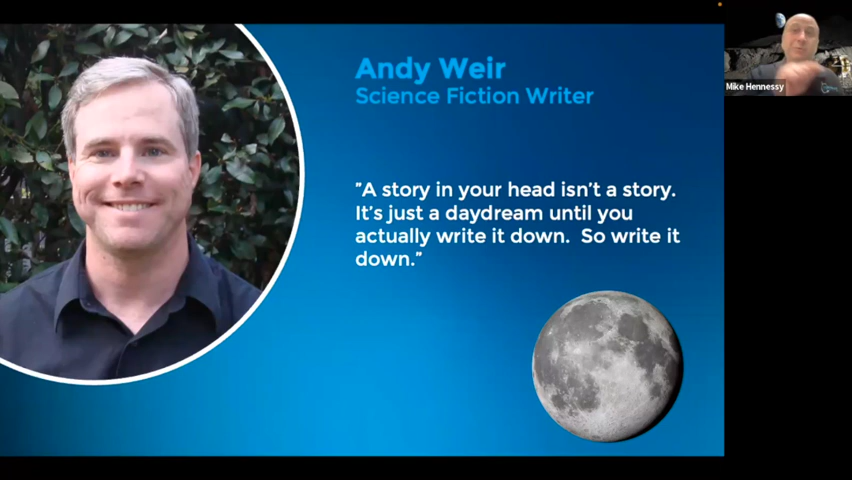 Andy Weir
Science Fiction Writer
"A story in your head isn't a story.
It's just a daydream until you
actually write it down.  So write it
down."
Mike Hennessy